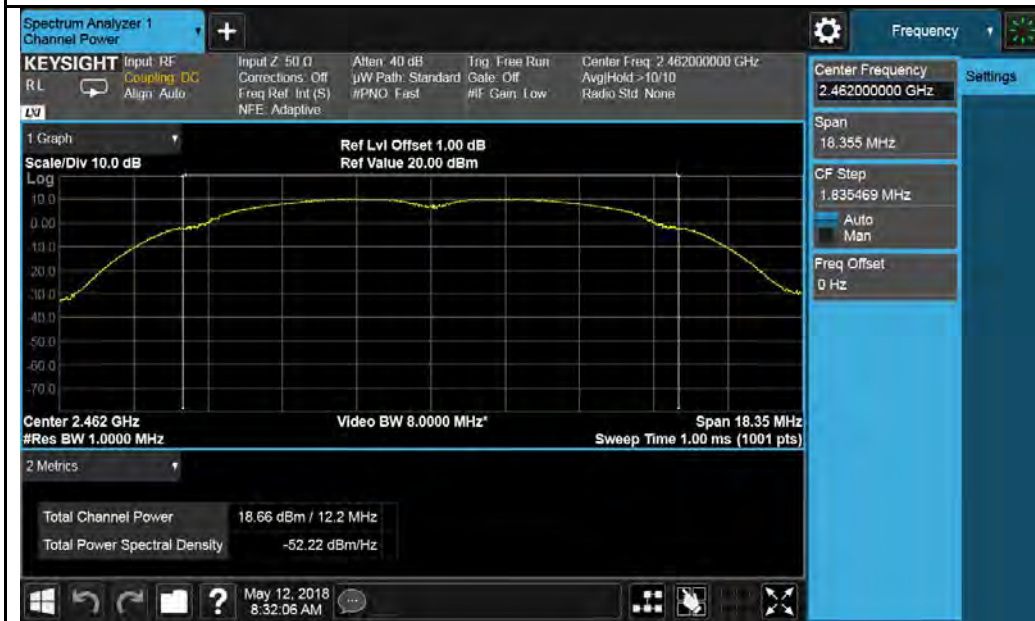 Spectrum Analyzer 1
Channel Power
+
Frequency
KEYSIGHT
RL
LXI
Input: RF
Coupling: DC
Align: Auto
Input Z: 50 Ω
Corrections: Off
Freq Ref: Int (S)
NFE: Adaptive
Atten: 40 dB
µW Path: Standard
#PNO: Fast
Trig: Free Run
Gate: Off
#IF Gain: Low
Center Freq: 2.462000000 GHz
Avg|Hold:>10/10
Radio Std: None
Center Frequency
2.462000000 GHz
Settings
Span
18.355 MHz
CF Step
1.835469 MHz
Auto
Man
Freq Offset
0 Hz
1 Graph
Scale/Div 10.0 dB
Ref Lvl Offset 1.00 dB
Ref Value 20.00 dBm
Log
10.0
0.00
-10.0
-20.0
-30.0
-40.0
-50.0
-60.0
-70.0
Center 2.462 GHz
Video BW 8.0000 MHz*
Span 18.35 MHz
#Res BW 1.0000 MHz
Sweep Time 1.00 ms (1001 pts)
2 Metrics
Total Channel Power 18.66 dBm / 12.2 MHz
Total Power Spectral Density -52.22 dBm/Hz
?
May 12, 2018
8:32:06 AM